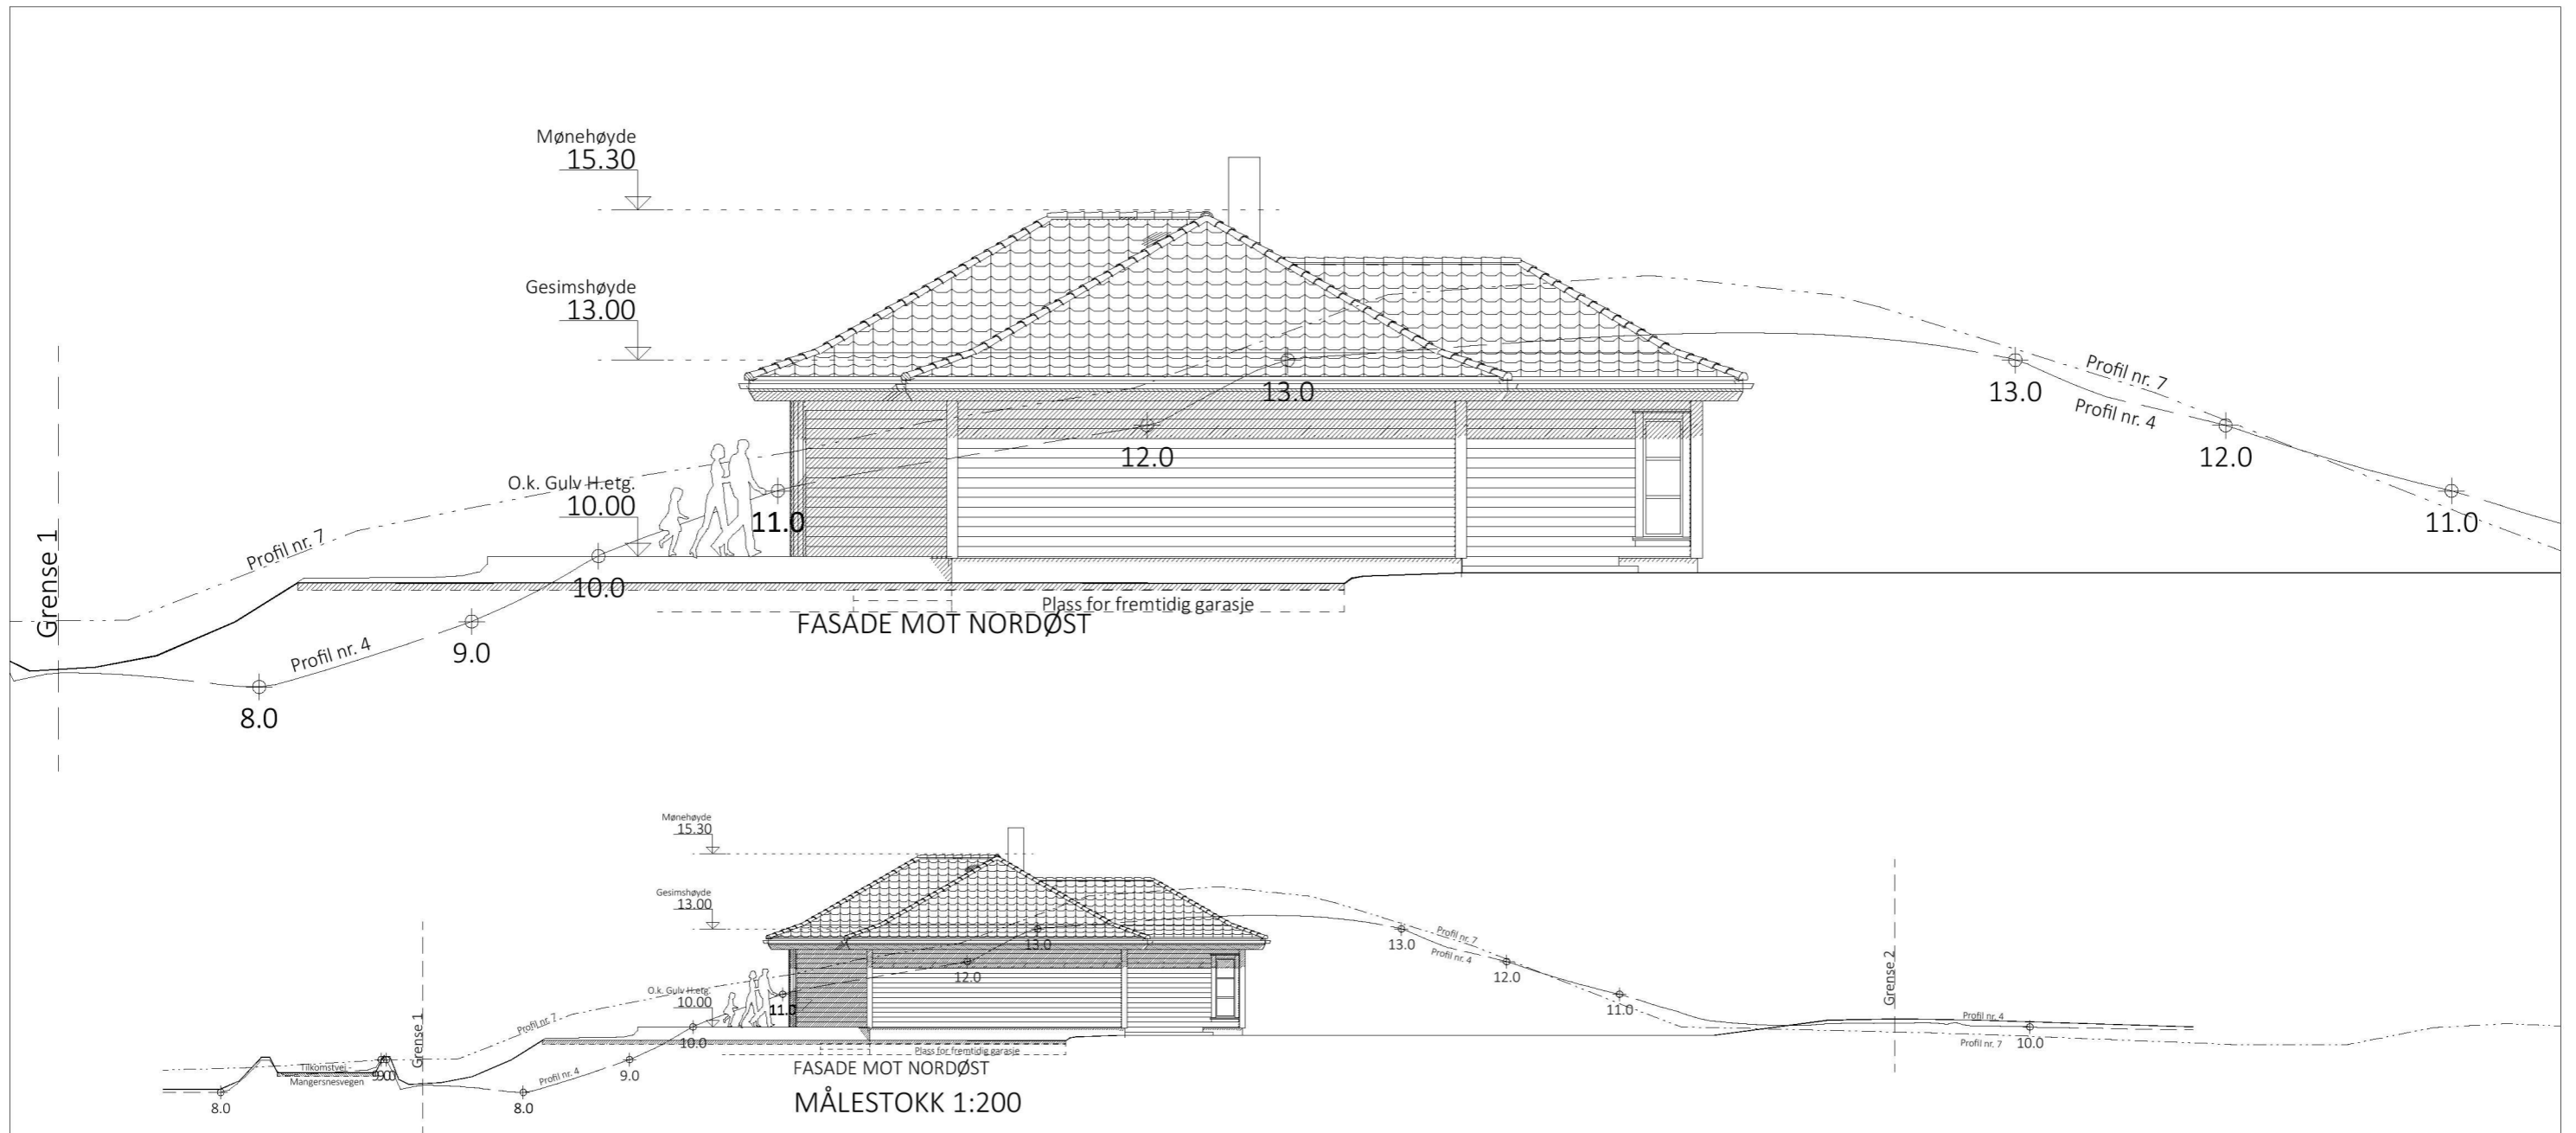 Mønehøyde
15.30
Gesimshøyde
13.00
O.k. Gulv H.etg.
10.00
Grense 1
Profil nr. 7
Profil nr. 4
8.0
9.0
10.0
11.0
12.0
13.0
13.0
12.0
11.0
Profil nr. 7
Profil nr. 4
Plass for fremtidig garasje
FASADE MOT NORDØST
Mønehøyde
15.30
Gesimshøyde
13.00
O.k. Gulv H.etg.
10.00
Grense 1
Profil nr. 7
Profil nr. 4
Tilkomstvei
Mangersnesvegen
8.0
8.0
9.0
10.0
11.0
12.0
13.0
13.0
12.0
11.0
Profil nr. 7
Profil nr. 4
Grense 2
Profil nr. 4
Profil nr. 7
10.0
Plass for fremtidig garasje
FASADE MOT NORDØST
MÅLESTOKK 1:200